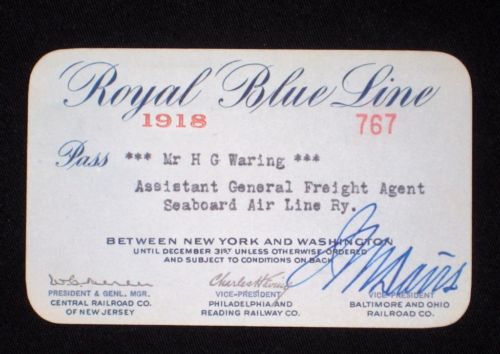 Royal Blue Line
1918 767
Pass *** Mr H G Waring ***
Assistant General Freight Agent
Seaboard Air Line Ry.
BETWEEN NEW YORK AND WASHINGTON
UNTIL DECEMBER 31ST UNLESS OTHERWISE ORDERED
AND SUBJECT TO CONDITIONS ON BACK
PRESIDENT & GENL. MGR.
CENTRAL RAILROAD CO.
OF NEW JERSEY
VICE-PRESIDENT
PHILADELPHIA AND
READING RAILWAY CO.
VICE-PRESIDENT
BALTIMORE AND OHIO
RAILROAD CO.